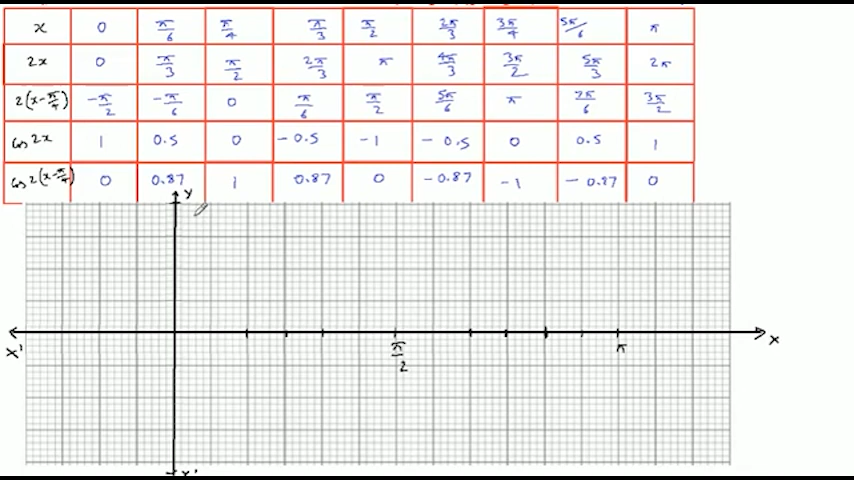 x 0 π/6 π/4 π/3 π/2 2π/3 3π/4 5π/6 π
2x 0 π/3 π/2 2π/3 π 4π/3 3π/2 5π/3 2π
2(x-π/4) -π/2 -π/6 0 π/6 π/2 5π/6 π 7π/6 3π/2
cos 2x 1 0.5 0 -0.5 -1 -0.5 0 0.5 1
cos 2(x-π/4) 0 0.87 1 0.87 0 -0.87 -1 -0.87 0
Y
X' π/2 π X